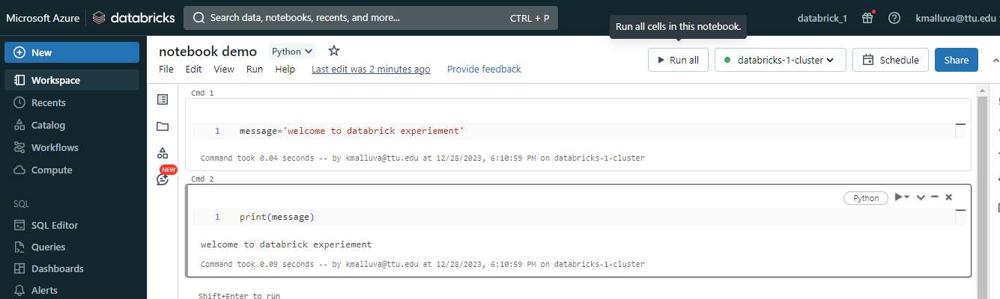 Microsoft Azure databricks Search data, notebooks, recents, and more... CTRL + P databrick_1 kmalluva@ttu.edu
Run all cells in this notebook.
New
Workspace
Recents
Catalog
Workflows
Compute
SQL
SQL Editor
Queries
Dashboards
Alerts
notebook demo Python
Run all databricks-1-cluster Schedule Share
File Edit View Run Help Last edit was 2 minutes ago Provide feedback
NEW
Cmd 1
1 message='welcome to databrick experiement'
Command took 0.04 seconds -- by kmalluva@ttu.edu at 12/28/2023, 6:10:59 PM on databricks-1-cluster
Cmd 2
Python
1 print(message)
welcome to databrick experiement
Command took 0.09 seconds -- by kmalluva@ttu.edu at 12/28/2023, 6:10:59 PM on databricks-1-cluster
Shift+Enter to run